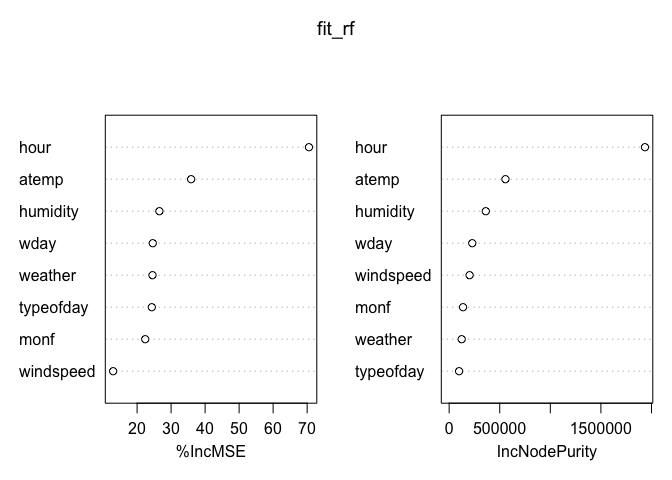 fit_rf
hour
atemp
humidity
wday
weather
typeofday
monf
windspeed
20 30 40 50 60 70
%IncMSE
hour
atemp
humidity
wday
windspeed
monf
weather
typeofday
0 500000 1500000
IncNodePurity